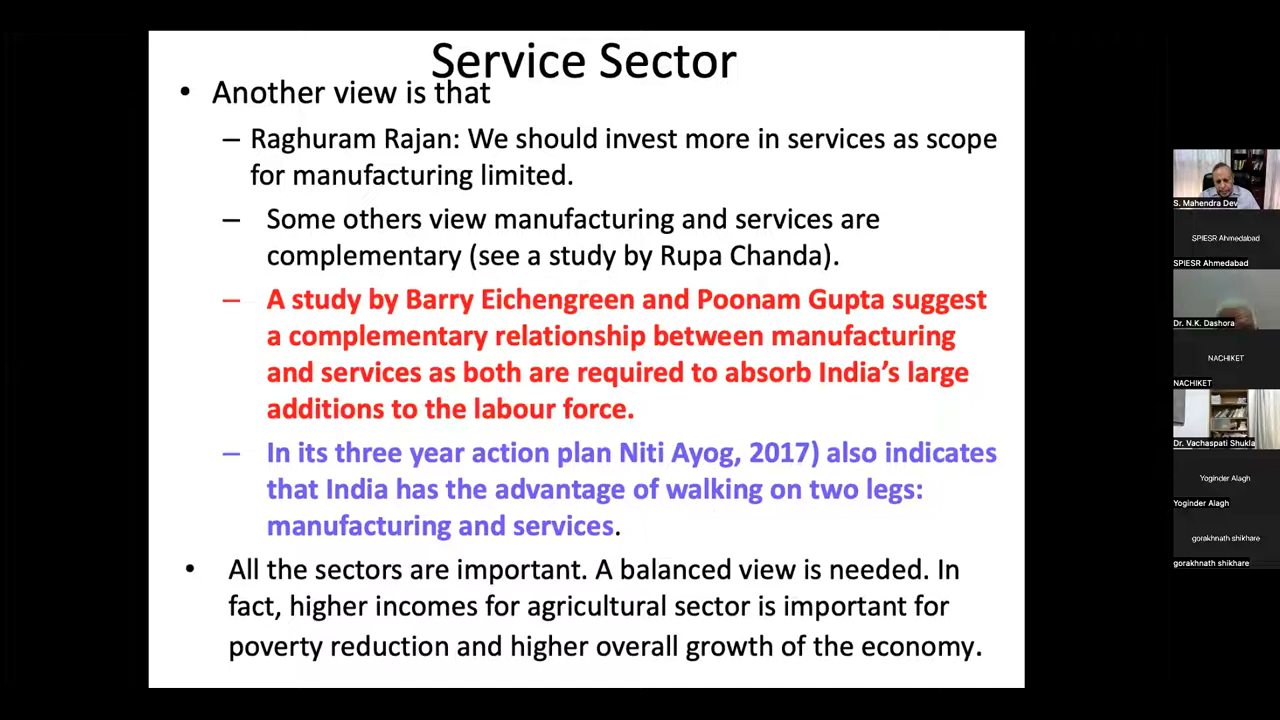 Service Sector
• Another view is that
– Raghuram Rajan: We should invest more in services as scope
for manufacturing limited.
– Some others view manufacturing and services are
complementary (see a study by Rupa Chanda).
– A study by Barry Eichengreen and Poonam Gupta suggest
a complementary relationship between manufacturing
and services as both are required to absorb India’s large
additions to the labour force.
– In its three year action plan Niti Ayog, 2017) also indicates
that India has the advantage of walking on two legs:
manufacturing and services.
• All the sectors are important. A balanced view is needed. In
fact, higher incomes for agricultural sector is important for
poverty reduction and higher overall growth of the economy.
S. Mahendra Dev
SPIESR Ahmedabad
SPIESR Ahmedabad
Dr. N.K. Dashora
NACHIKET
NACHIKET
Dr. Vachaspati Shukla
Yoginder Alagh
Yoginder Alagh
gorakhnath shikhare
gorakhnath shikhare